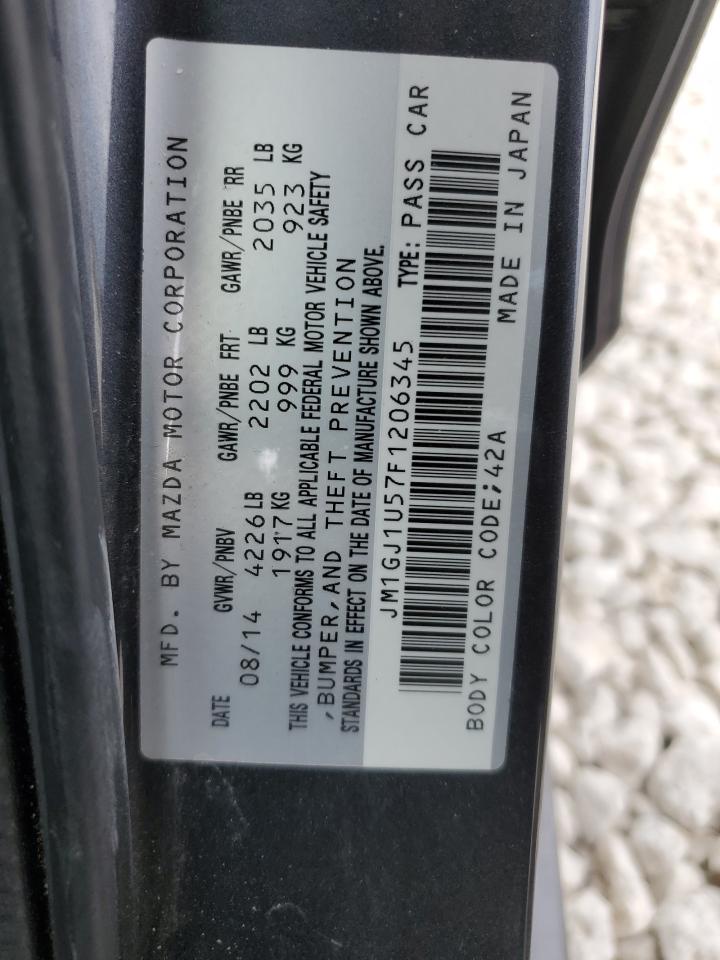 MFD. BY MAZDA MOTOR CORPORATION
DATE GVWR/PNBV GAWR/PNBE FRT. GAWR/PNBE RR
08/14 4226LB 2202 LB 2035 LB
1917KG 999 KG 923 KG
THIS VEHICLE CONFORMS TO ALL APPLICABLE FEDERAL MOTOR VEHICLE SAFETY
,BUMPER,AND THEFT PREVENTION
STANDARDS IN EFFECT ON THE DATE OF MANUFACTURE SHOWN ABOVE.
JM1GJ1U57F1206345 TYPE: PASS CAR
BODY COLOR CODE;42A MADE IN JAPAN